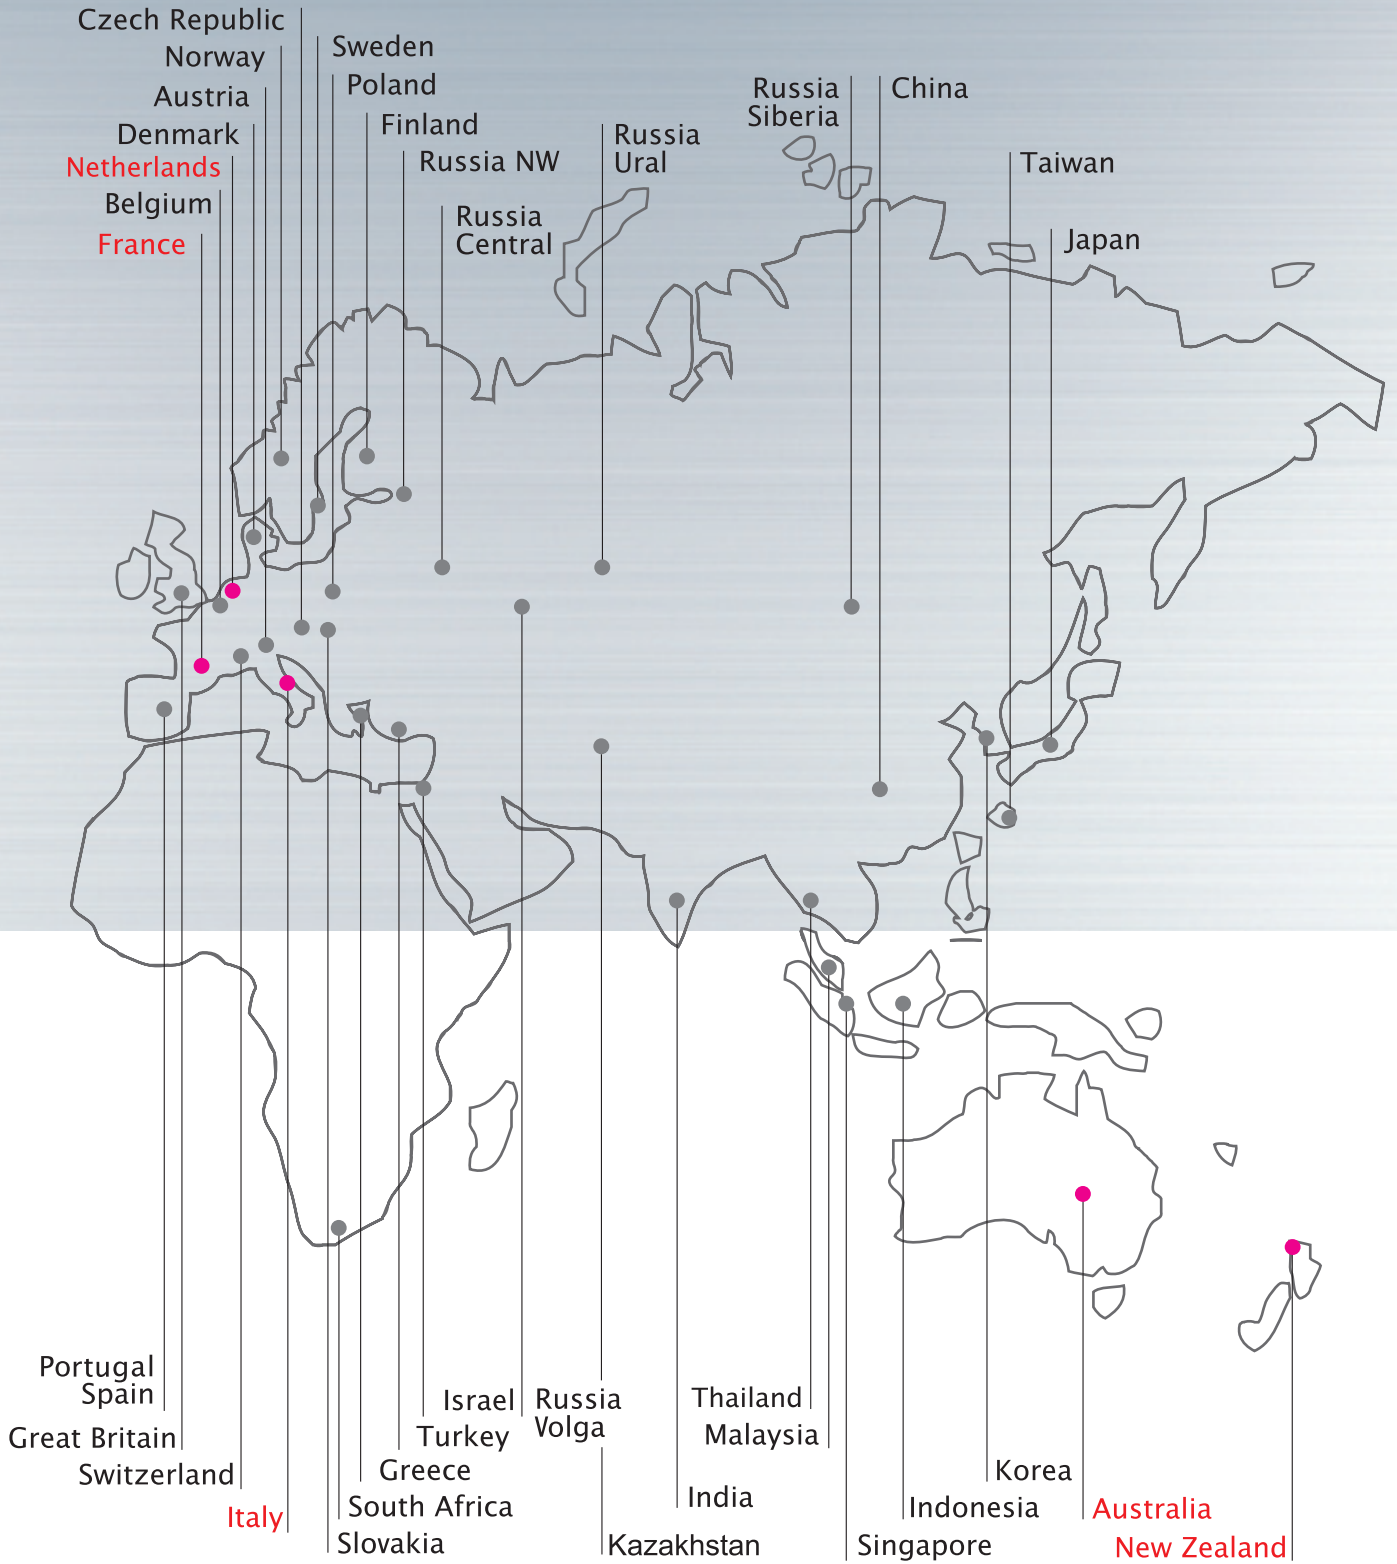 Czech Republic
Norway
Austria
Denmark
Netherlands
Belgium
France
Sweden
Poland
Finland
Russia NW
Russia
Central
Russia
Ural
Russia
Siberia
China
Taiwan
Japan
Portugal
Spain
Great Britain
Switzerland
Italy
Israel
Turkey
Greece
South Africa
Slovakia
Russia
Volga
Kazakhstan
India
Thailand
Malaysia
Singapore
Indonesia
Korea
Australia
New Zealand